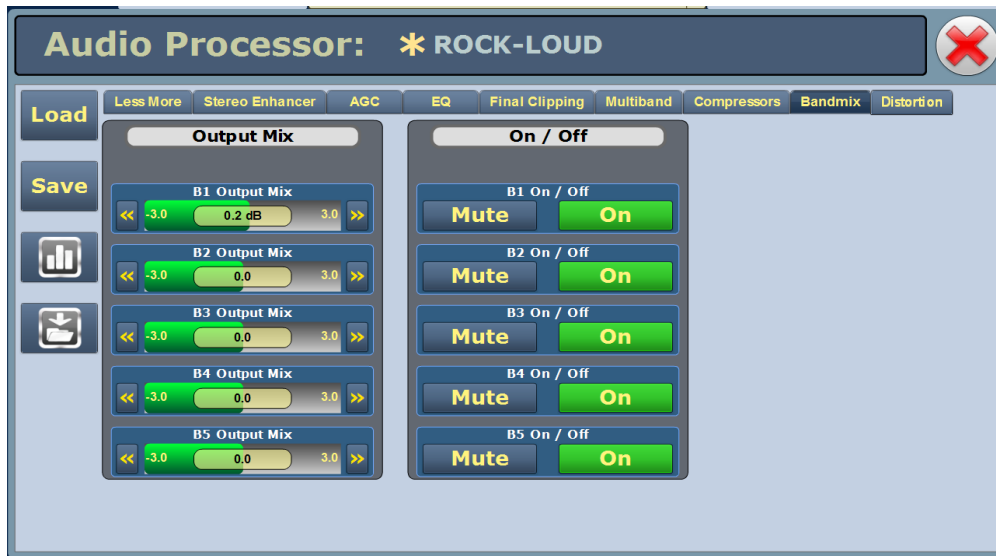 Audio Processor: * ROCK-LOUD
Load
Save
Less More Stereo Enhancer AGC EQ Final Clipping Multiband Compressors Bandmix Distortion
Output Mix
B1 Output Mix
-3.0 0.2 dB 3.0
B2 Output Mix
-3.0 0.0 3.0
B3 Output Mix
-3.0 0.0 3.0
B4 Output Mix
-3.0 0.0 3.0
B5 Output Mix
-3.0 0.0 3.0
On / Off
B1 On / Off
Mute On
B2 On / Off
Mute On
B3 On / Off
Mute On
B4 On / Off
Mute On
B5 On / Off
Mute On